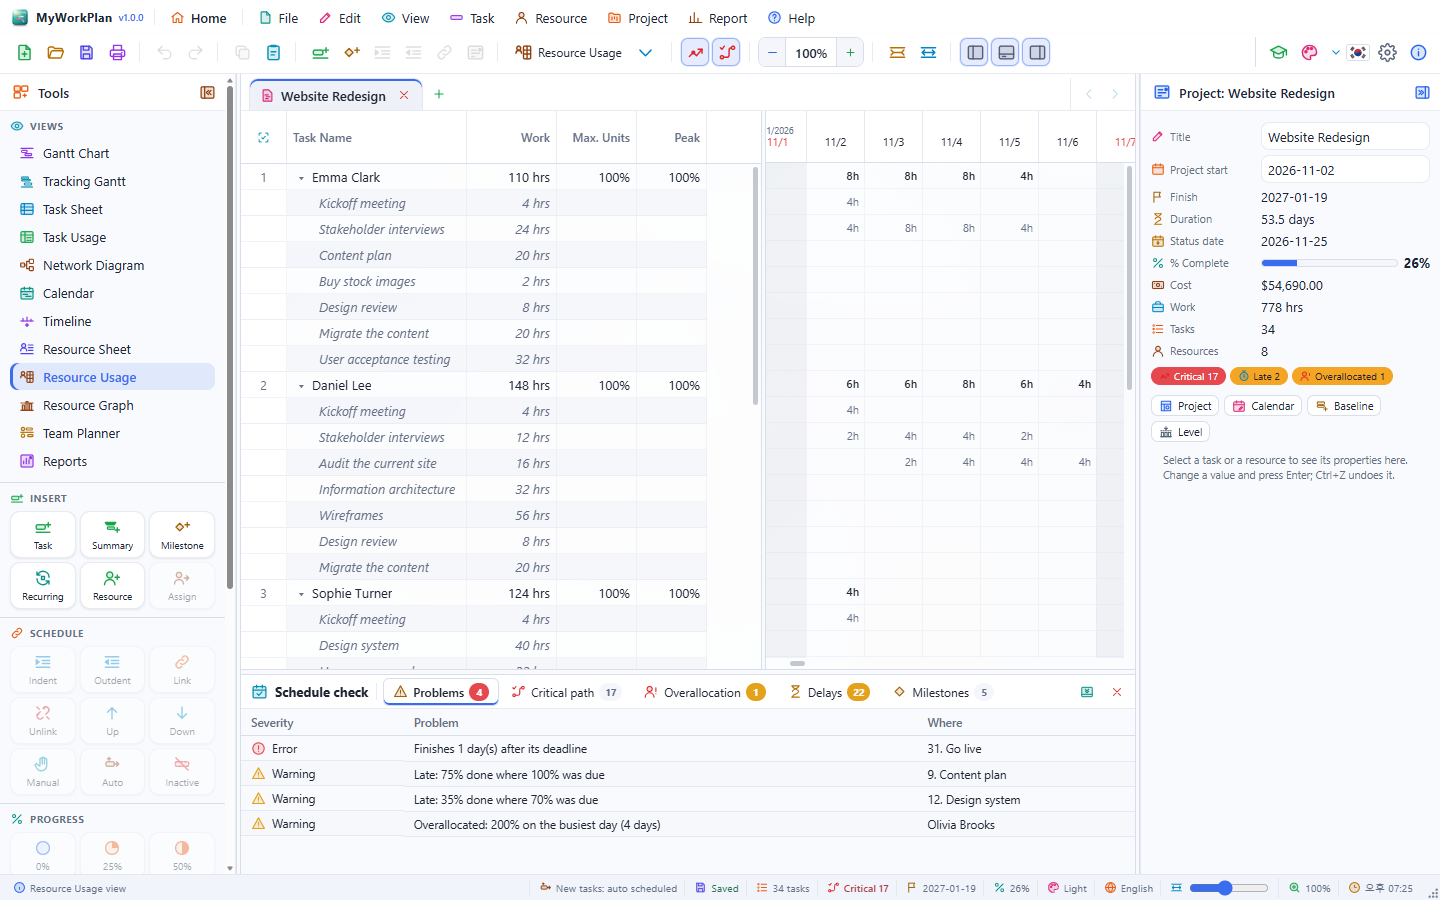 MyWorkPlan v1.0.0 Home File Edit View Task Resource Project Report Help
Resource Usage 100%
Tools
VIEWS
Gantt Chart
Tracking Gantt
Task Sheet
Task Usage
Network Diagram
Calendar
Timeline
Resource Sheet
Resource Usage
Resource Graph
Team Planner
Reports
INSERT
Task Summary Milestone
Recurring Resource Assign
SCHEDULE
Indent Outdent Link
Unlink Up Down
Manual Auto Inactive
PROGRESS
0% 25% 50%
Website Redesign
Task Name Work Max. Units Peak
1/2026
11/1 11/2 11/3 11/4 11/5 11/6 11/7
1 Emma Clark 110 hrs 100% 100% 8h 8h 8h 4h
Kickoff meeting 4 hrs 4h
Stakeholder interviews 24 hrs 4h 8h 8h 4h
Content plan 20 hrs
Buy stock images 2 hrs
Design review 8 hrs
Migrate the content 20 hrs
User acceptance testing 32 hrs
2 Daniel Lee 148 hrs 100% 100% 6h 6h 8h 6h 4h
Kickoff meeting 4 hrs 4h
Stakeholder interviews 12 hrs 2h 4h 4h 2h
Audit the current site 16 hrs 2h 4h 4h 4h
Information architecture 32 hrs
Wireframes 56 hrs
Design review 8 hrs
Migrate the content 20 hrs
3 Sophie Turner 124 hrs 100% 100% 4h
Kickoff meeting 4 hrs 4h
Design system 40 hrs
Schedule check Problems 4 Critical path 17 Overallocation 1 Delays 22 Milestones 5
Severity Problem Where
Error Finishes 1 day(s) after its deadline 31. Go live
Warning Late: 75% done where 100% was due 9. Content plan
Warning Late: 35% done where 70% was due 12. Design system
Warning Overallocated: 200% on the busiest day (4 days) Olivia Brooks
Project: Website Redesign
Title Website Redesign
Project start 2026-11-02
Finish 2027-01-19
Duration 53.5 days
Status date 2026-11-25
% Complete 26%
Cost $54,690.00
Work 778 hrs
Tasks 34
Resources 8
Critical 17 Late 2 Overallocated 1
Project Calendar Baseline
Level
Select a task or a resource to see its properties here.
Change a value and press Enter; Ctrl+Z undoes it.
Resource Usage view New tasks: auto scheduled Saved 34 tasks Critical 17 2027-01-19 26% Light English 100% 오후 07:25